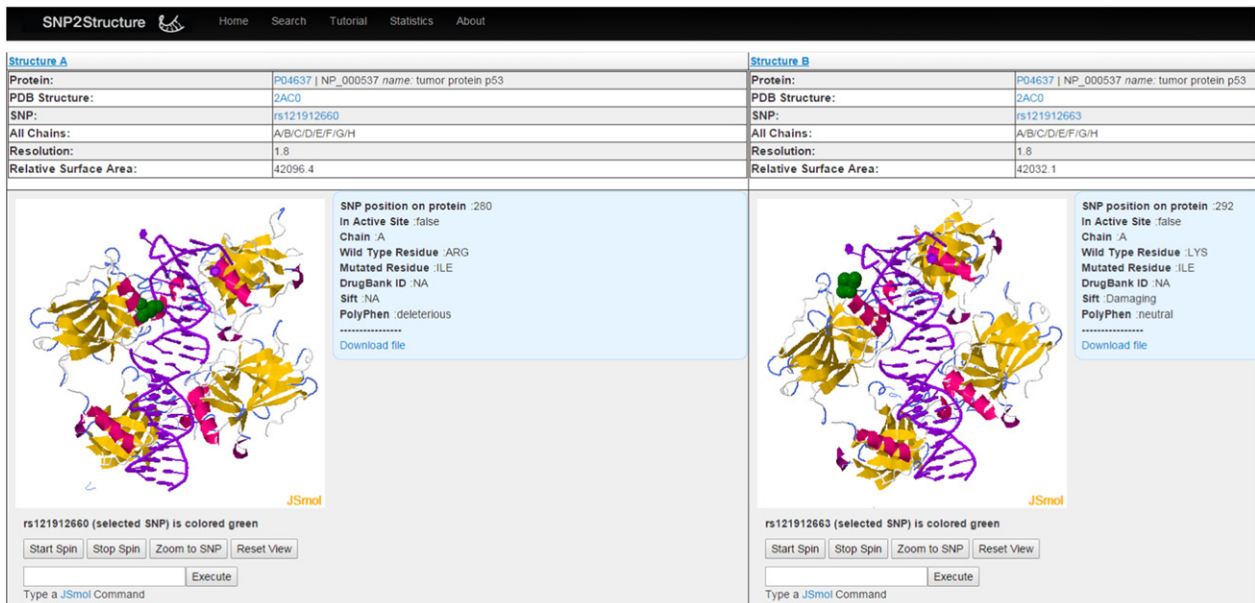 SNP2Structure Home Search Tutorial Statistics About
Structure A
Protein: P04637 | NP_000537 name: tumor protein p53
PDB Structure: 2AC0
SNP: rs121912660
All Chains: A/B/C/D/E/F/G/H
Resolution: 1.8
Relative Surface Area: 42096.4
SNP position on protein :280
In Active Site :false
Chain :A
Wild Type Residue :ARG
Mutated Residue :ILE
DrugBank ID :NA
Sift :NA
PolyPhen :deleterious
----------------
Download file
JSmol
rs121912660 (selected SNP) is colored green
Start Spin Stop Spin Zoom to SNP Reset View
Execute
Type a JSmol Command
Structure B
Protein: P04637 | NP_000537 name: tumor protein p53
PDB Structure: 2AC0
SNP: rs121912663
All Chains: A/B/C/D/E/F/G/H
Resolution: 1.8
Relative Surface Area: 42032.1
SNP position on protein :292
In Active Site :false
Chain :A
Wild Type Residue :LYS
Mutated Residue :ILE
DrugBank ID :NA
Sift :Damaging
PolyPhen :neutral
----------------
Download file
JSmol
rs121912663 (selected SNP) is colored green
Start Spin Stop Spin Zoom to SNP Reset View
Execute
Type a JSmol Command